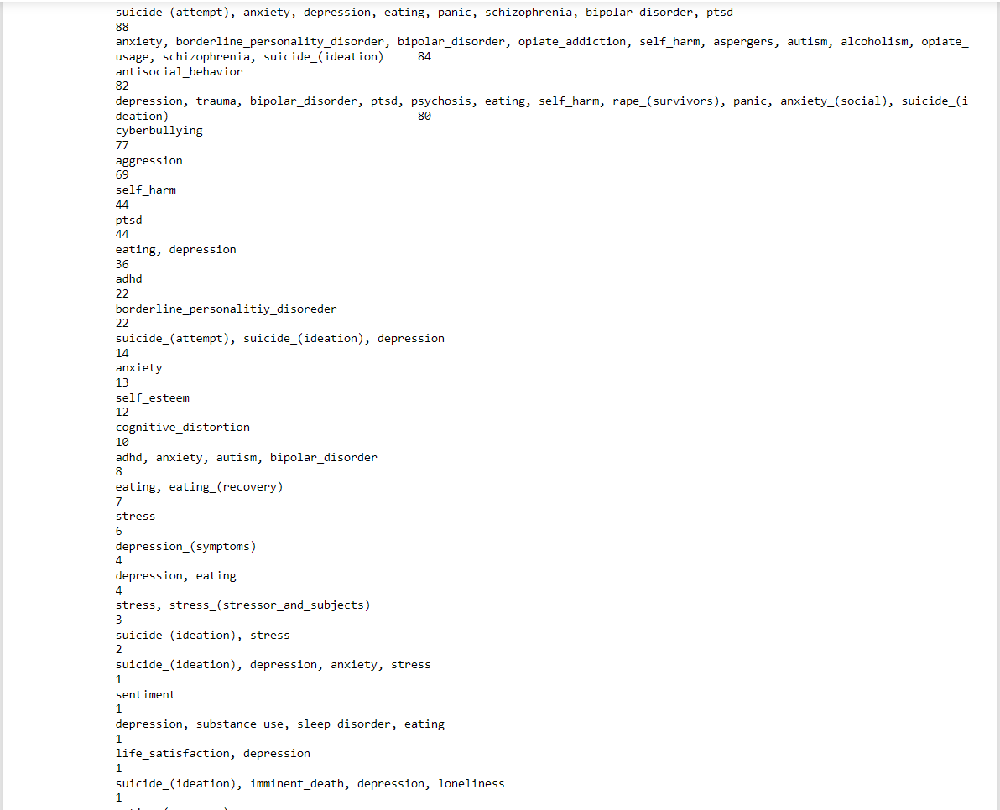 suicide_(attempt), anxiety, depression, eating, panic, schizophrenia, bipolar_disorder, ptsd
88
anxiety, borderline_personality_disorder, bipolar_disorder, opiate_addiction, self_harm, aspergers, autism, alcoholism, opiate_
usage, schizophrenia, suicide_(ideation) 84
antisocial_behavior
82
depression, trauma, bipolar_disorder, ptsd, psychosis, eating, self_harm, rape_(survivors), panic, anxiety_(social), suicide_(i
deation) 80
cyberbullying
77
aggression
69
self_harm
44
ptsd
44
eating, depression
36
adhd
22
borderline_personalitiy_disoreder
22
suicide_(attempt), suicide_(ideation), depression
14
anxiety
13
self_esteem
12
cognitive_distortion
10
adhd, anxiety, autism, bipolar_disorder
8
eating, eating_(recovery)
7
stress
6
depression_(symptoms)
4
depression, eating
4
stress, stress_(stressor_and_subjects)
3
suicide_(ideation), stress
2
suicide_(ideation), depression, anxiety, stress
1
sentiment
1
depression, substance_use, sleep_disorder, eating
1
life_satisfaction, depression
1
suicide_(ideation), imminent_death, depression, loneliness
1